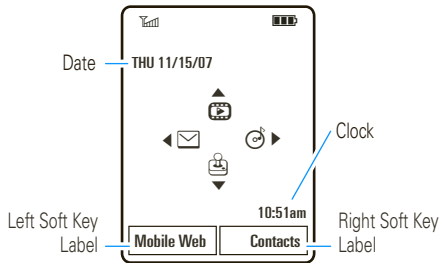 Date
THU 11/15/07
Clock
10:51am
Left Soft Key
Label
Mobile Web
Contacts
Right Soft Key
Label